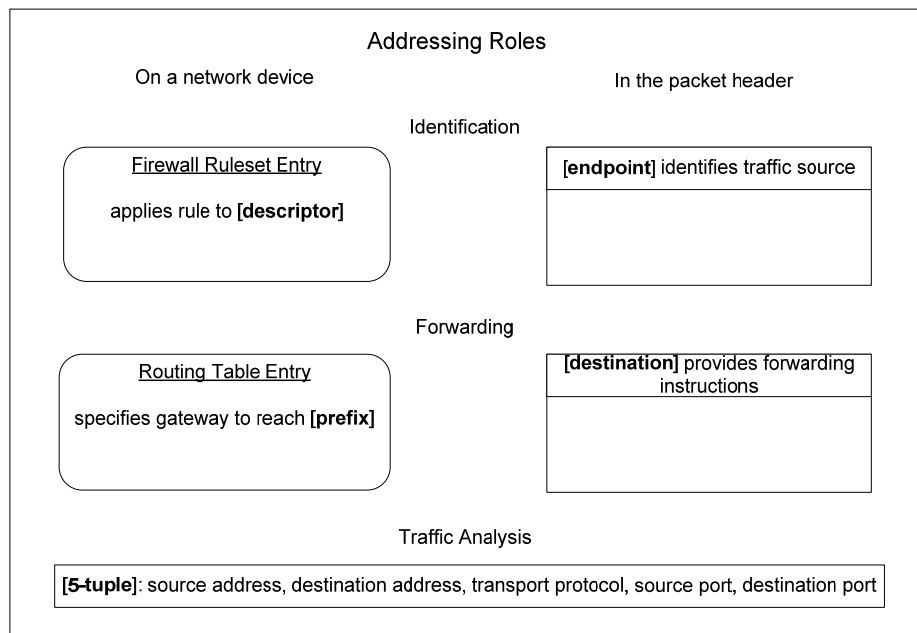 Addressing Roles
On a network device
In the packet header
Identification
Firewall Ruleset Entry
applies rule to [descriptor]
[endpoint] identifies traffic source
Forwarding
Routing Table Entry
specifies gateway to reach [prefix]
[destination] provides forwarding
instructions
Traffic Analysis
[5-tuple]: source address, destination address, transport protocol, source port, destination port